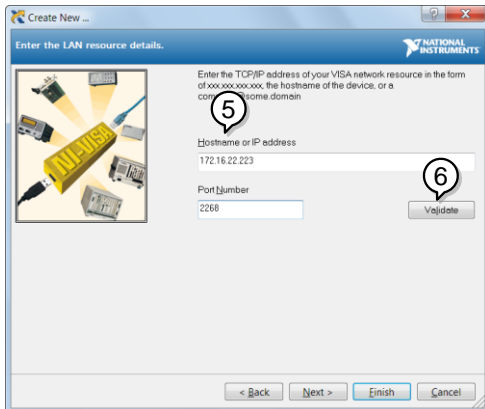 Create New ...
Enter the LAN resource details.
NATIONAL
INSTRUMENTS
NI-VISA
Enter the TCP/IP address of your VISA network resource in the form
of xxx.xxx.xxx.xxx, the hostname of the device, or a
some.domain
5
Hostname or IP address
172.16.22.223
6
Port Number
2268
Validate
< Back
Next >
Finish
Cancel